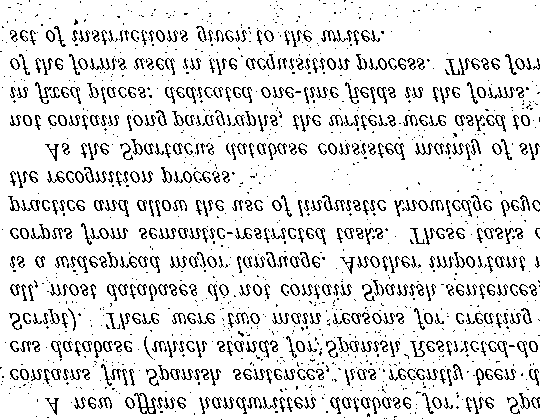 A new offline handwritten database for the Spa
contains full Spanish sentences, has recently been d
cus database (which stands for Spanish Restricted-do
Script). There were two main reasons for creating
all, most databases do not contain Spanish sentences,
is a widespread major language. Another important
corpus from semantic-restricted tasks. These tasks
practice and allow the use of linguistic knowledge beyo
the recognition process.
As the Spartacus database consisted mainly of sh
not contain long paragraphs, the writers were asked to
in fixed places: dedicated one-line fields in the forms.
of the forms used in the acquisition process. These for
set of instructions given to the writer.